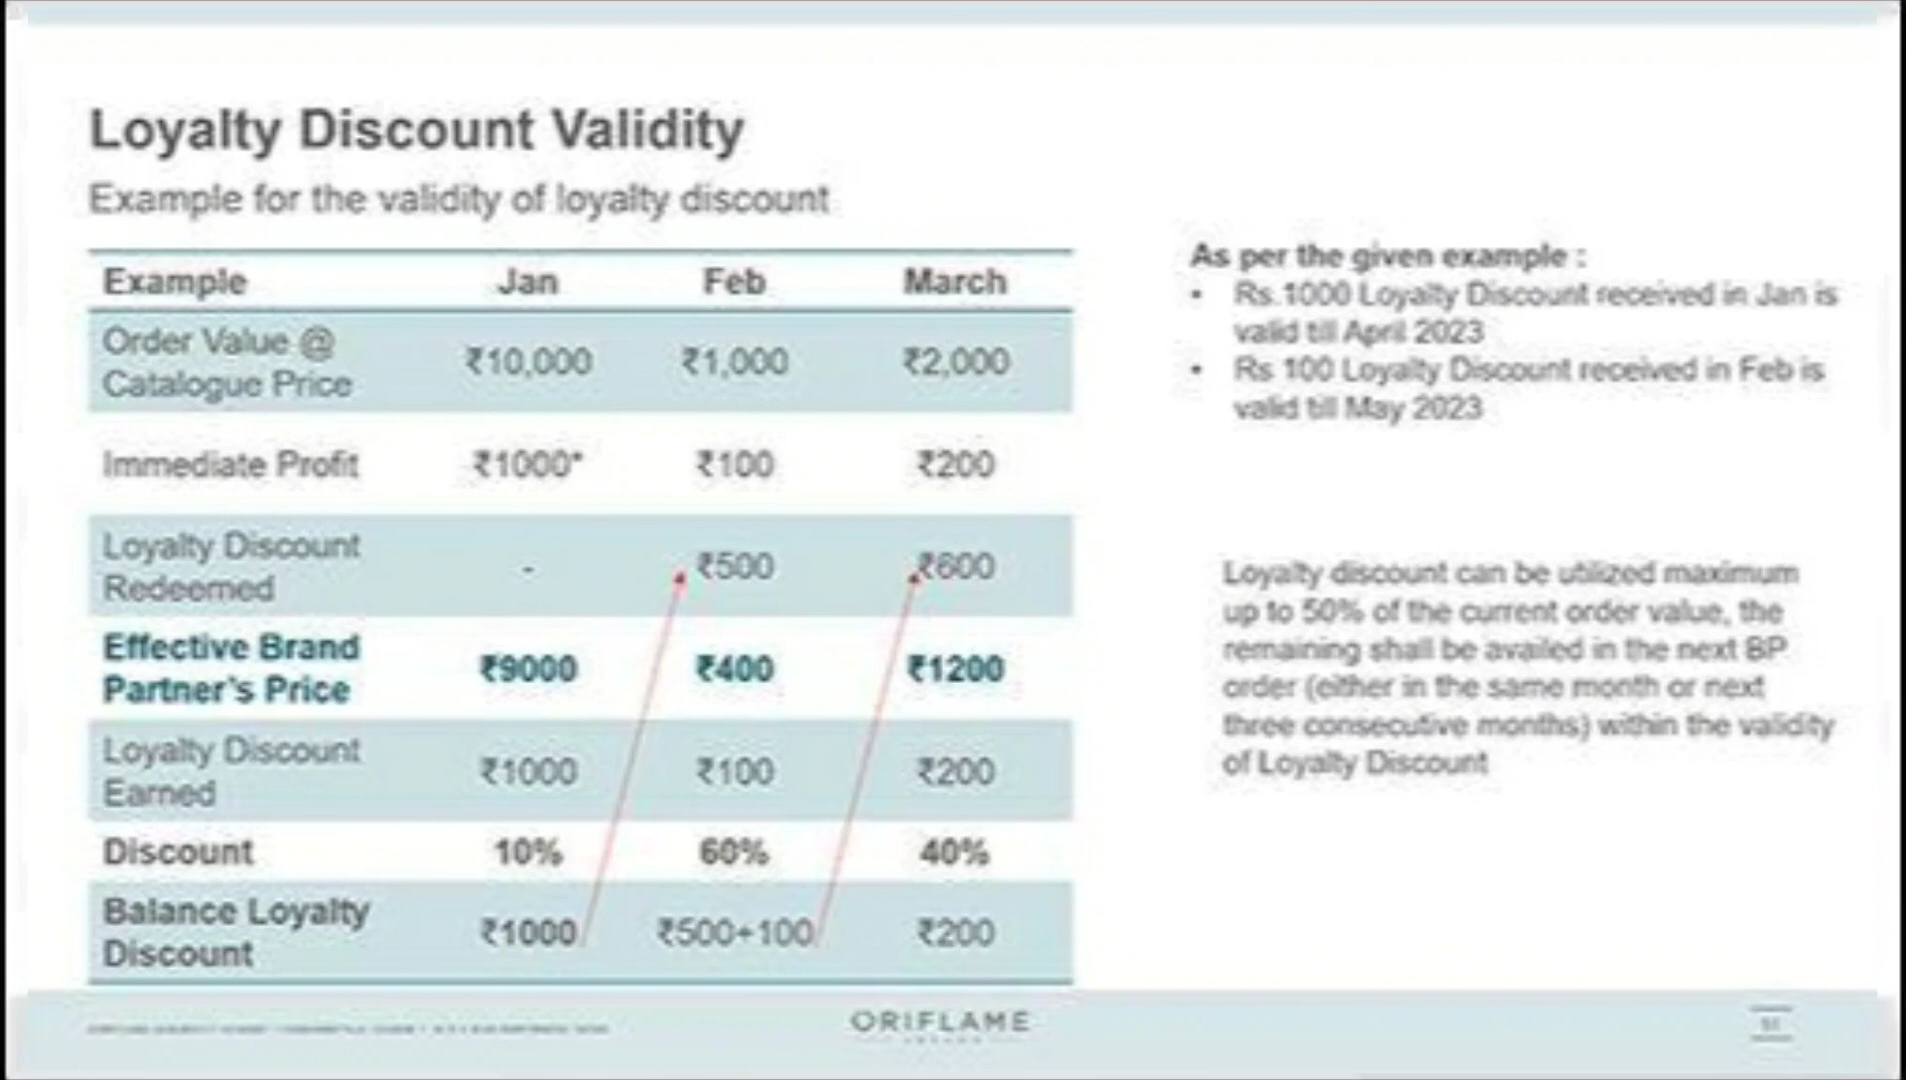 Loyalty Discount Validity
Example for the validity of loyalty discount
Example Jan Feb March
Order Value @
Catalogue Price ₹10,000 ₹1,000 ₹2,000
Immediate Profit ₹1000* ₹100 ₹200
Loyalty Discount
Redeemed - ₹500 ₹600
Effective Brand
Partner's Price ₹9000 ₹400 ₹1200
Loyalty Discount
Earned ₹1000 ₹100 ₹200
Discount 10% 60% 40%
Balance Loyalty
Discount ₹1000 ₹500+100 ₹200
As per the given example :
• Rs.1000 Loyalty Discount received in Jan is
valid till April 2023
• Rs 100 Loyalty Discount received in Feb is
valid till May 2023
Loyalty discount can be utilized maximum
up to 50% of the current order value, the
remaining shall be availed in the next BP
order (either in the same month or next
three consecutive months) within the validity
of Loyalty Discount
ORIFLAME